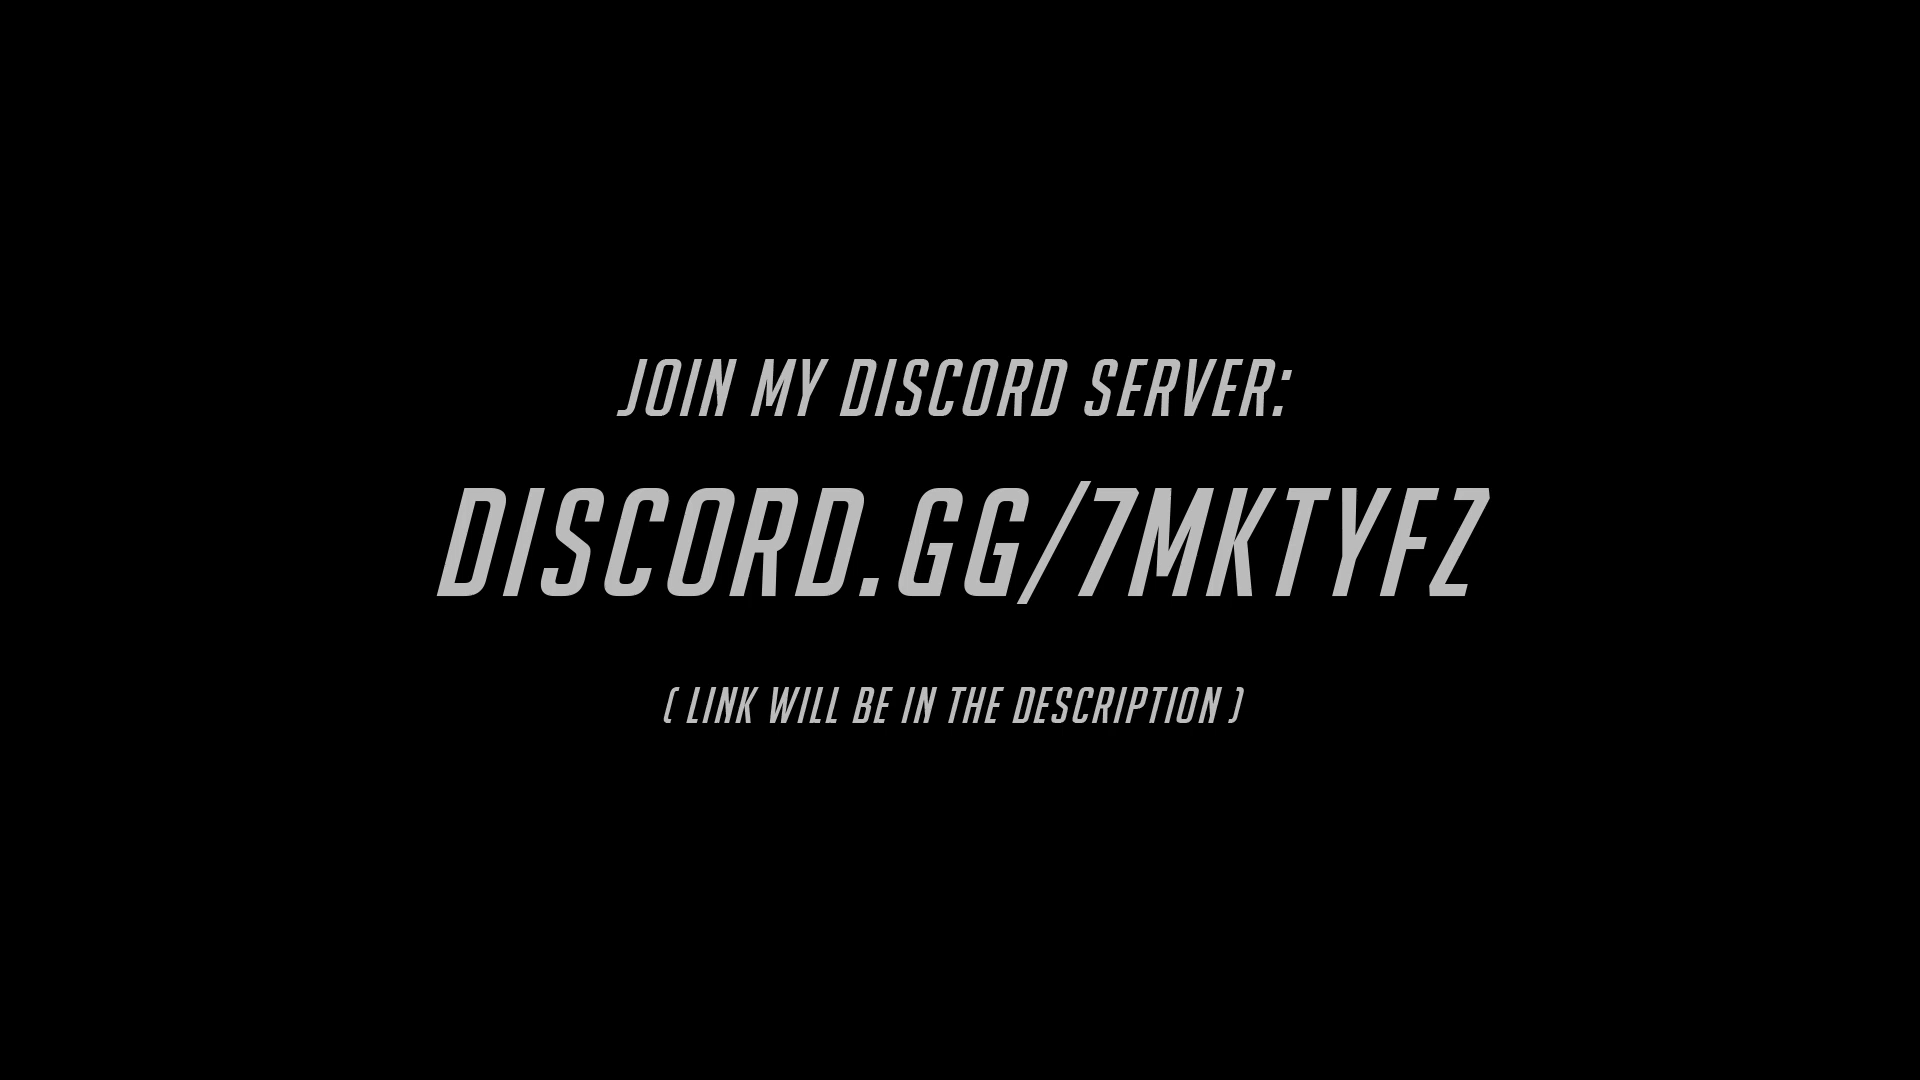 JOIN MY DISCORD SERVER:
DISCORD.GG/7MKTYFZ
( LINK WILL BE IN THE DESCRIPTION )